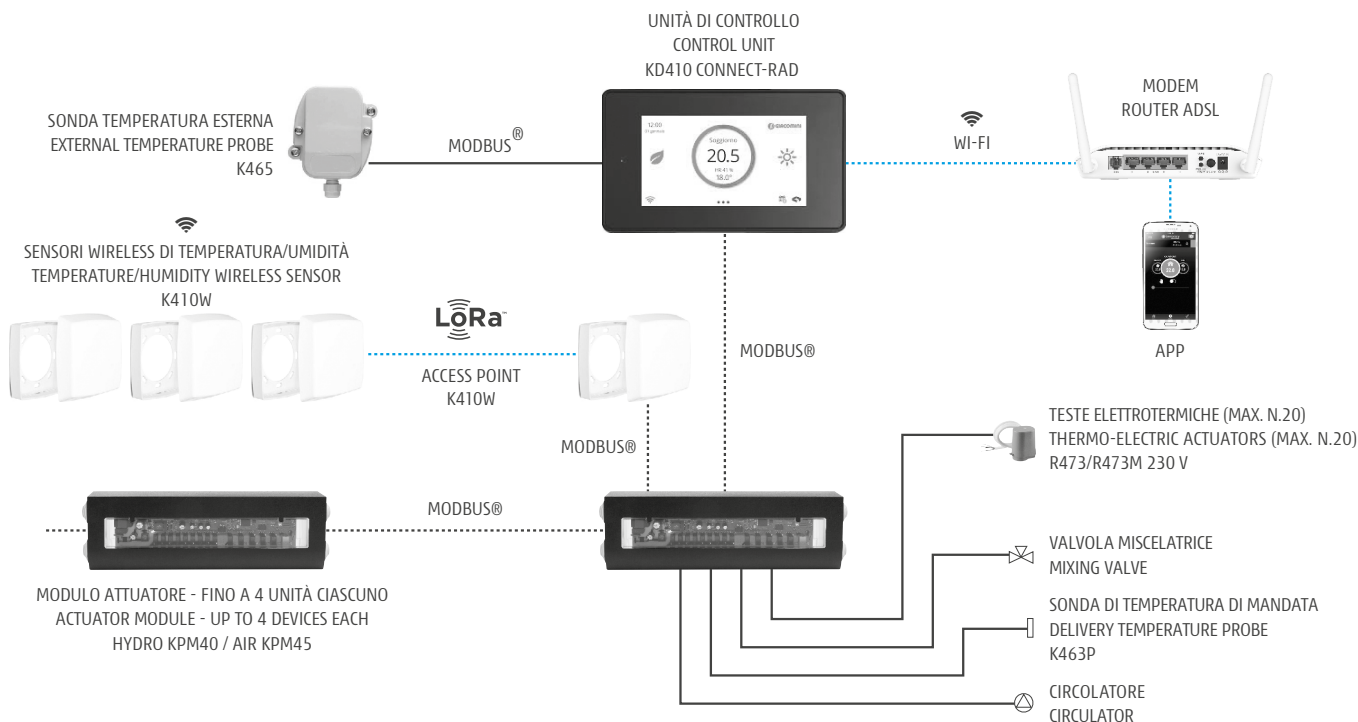 UNITÀ DI CONTROLLO
CONTROL UNIT
KD410 CONNECT-RAD
MODEM
ROUTER ADSL
SONDA TEMPERATURA ESTERNA
EXTERNAL TEMPERATURE PROBE
K465
MODBUS®
12:00
GIACOMINI
Soggiorno
20.5
18.0°
WI-FI
SENSORI WIRELESS DI TEMPERATURA/UMIDITÀ
TEMPERATURE/HUMIDITY WIRELESS SENSOR
K410W
LoRa™
ACCESS POINT
K410W
MODBUS®
APP
MODBUS®
TESTE ELETTROTERMICHE (MAX. N.20)
THERMO-ELECTRIC ACTUATORS (MAX. N.20)
R473/R473M 230 V
MODBUS®
VALVOLA MISCELATRICE
MIXING VALVE
MODULO ATTUATORE - FINO A 4 UNITÀ CIASCUNO
ACTUATOR MODULE - UP TO 4 DEVICES EACH
HYDRO KPM40 / AIR KPM45
SONDA DI TEMPERATURA DI MANDATA
DELIVERY TEMPERATURE PROBE
K463P
CIRCOLATORE
CIRCULATOR